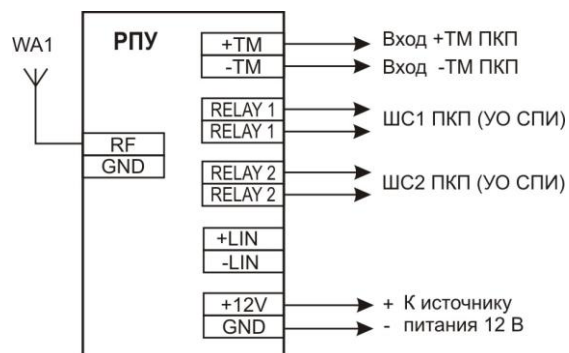 WA1
РПУ
RF
GND
+TM
-TM
Вход +ТМ ПКП
Вход -ТМ ПКП
RELAY 1
RELAY 1
ШС1 ПКП (УО СПИ)
RELAY 2
RELAY 2
ШС2 ПКП (УО СПИ)
+LIN
-LIN
+12V
GND
+ К источнику
- питания 12 В